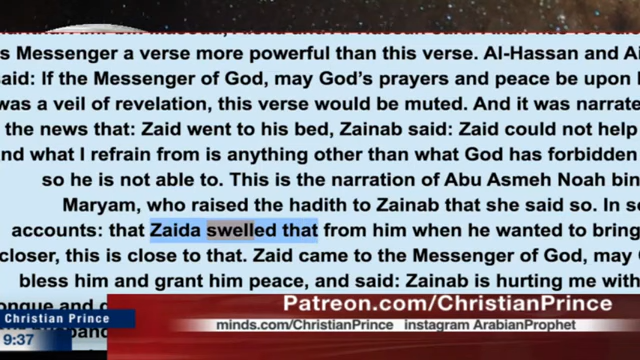 s Messenger a verse more powerful than this verse. Al-Hassan and Ai
said: If the Messenger of God, may God's prayers and peace be upon
was a veil of revelation, this verse would be muted. And it was narrate
the news that: Zaid went to his bed, Zainab said: Zaid could not help
nd what I refrain from is anything other than what God has forbidden
so he is not able to. This is the narration of Abu Asmeh Noah bin
Maryam, who raised the hadith to Zainab that she said so. In so
accounts: that Zaida swelled that from him when he wanted to bring
closer, this is close to that. Zaid came to the Messenger of God, may
bless him and grant him peace, and said: Zainab is hurting me with
ongue and
Patreon.com/ChristianPrince
Christian Prince
minds.com/ChristianPrince instagram ArabianProphet
9:37